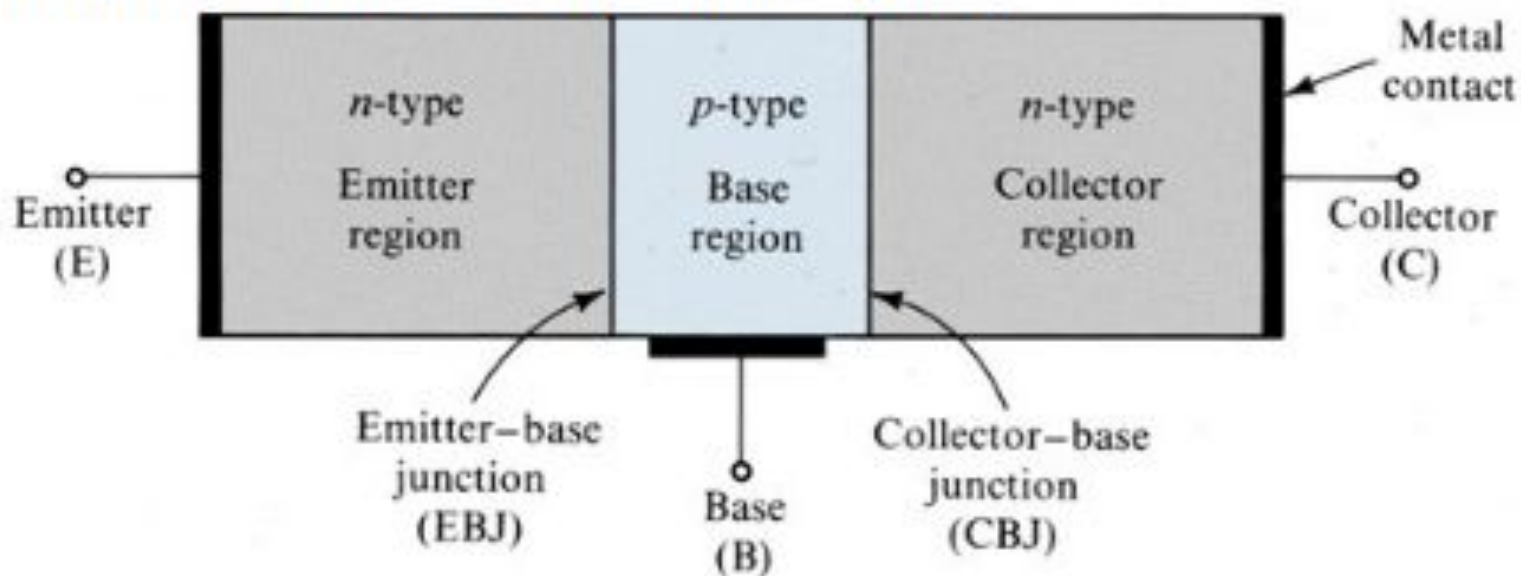 Metal
contact
n-type
Emitter
region
p-type
Base
region
n-type
Collector
region
Emitter
(E)
Collector
(C)
Emitter–base
junction
(EBJ)
Base
(B)
Collector–base
junction
(CBJ)